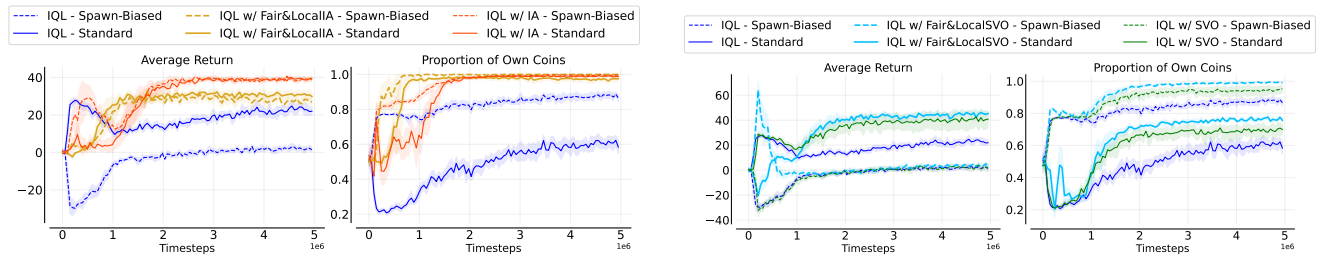 IQL - Spawn-Biased IQL w/ Fair&LocalIA - Spawn-Biased IQL w/ IA - Spawn-Biased
IQL - Standard IQL w/ Fair&LocalIA - Standard IQL w/ IA - Standard
Average Return Proportion of Own Coins
40
20
0
−20
0 1 2 3 4 5
Timesteps 1e6
1.0
0.8
0.6
0.4
0.2
0 1 2 3 4 5
Timesteps 1e6
IQL - Spawn-Biased IQL w/ Fair&LocalSVO - Spawn-Biased IQL w/ SVO - Spawn-Biased
IQL - Standard IQL w/ Fair&LocalSVO - Standard IQL w/ SVO - Standard
Average Return Proportion of Own Coins
60
40
20
0
−20
−40
0 1 2 3 4 5
Timesteps 1e6
1.0
0.8
0.6
0.4
0.2
0 1 2 3 4 5
Timesteps 1e6